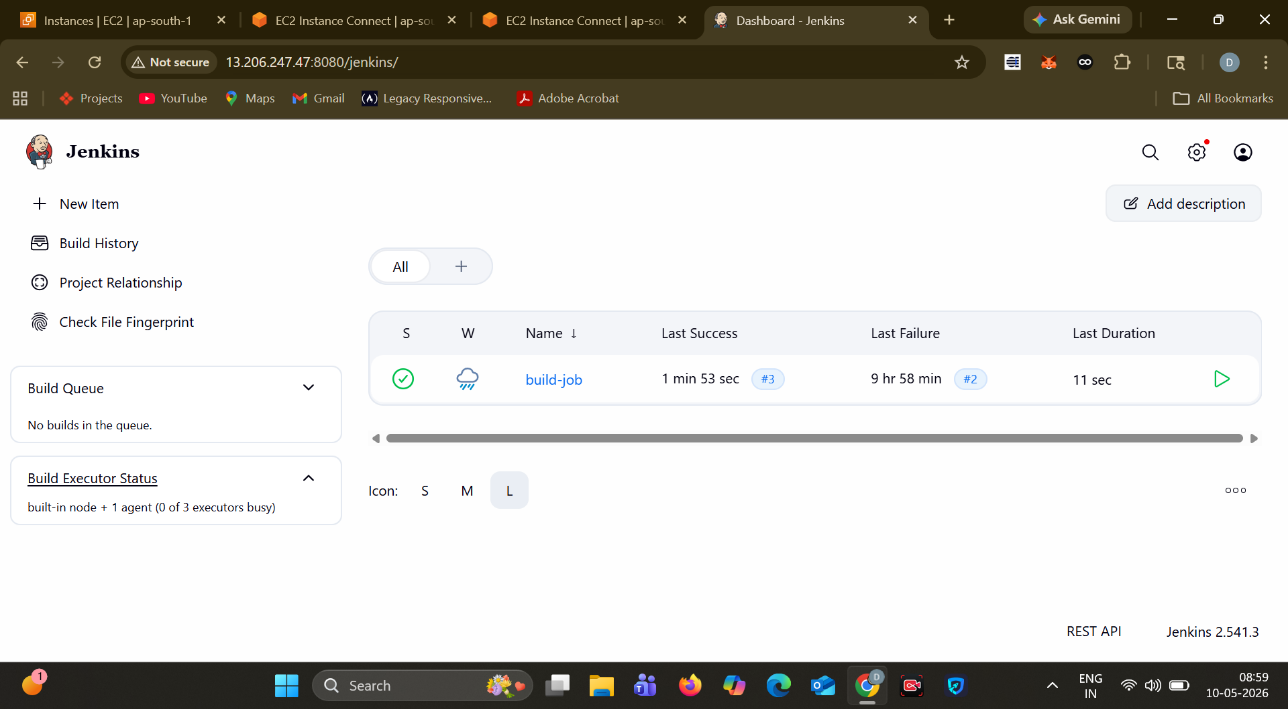 Instances | EC2 | ap-south-1
EC2 Instance Connect | ap-sou
EC2 Instance Connect | ap-sou
Dashboard - Jenkins
Ask Gemini
Not secure
13.206.247.47:8080/jenkins/
D
Projects
YouTube
Maps
Gmail
Legacy Responsive...
Adobe Acrobat
All Bookmarks
Jenkins
New Item
Build History
Project Relationship
Check File Fingerprint
Add description
All
S W Name ↓ Last Success Last Failure Last Duration
build-job 1 min 53 sec #3 9 hr 58 min #2 11 sec
Build Queue
No builds in the queue.
Build Executor Status
built-in node + 1 agent (0 of 3 executors busy)
Icon: S M L
REST API Jenkins 2.541.3
1
Search
D
ENG
IN
08:59
10-05-2026